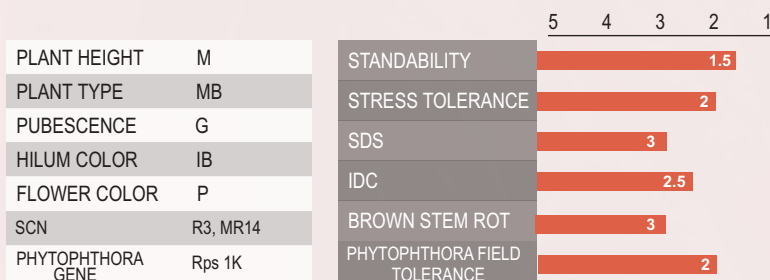 5 4 3 2 1
PLANT HEIGHT M
PLANT TYPE MB
PUBESCENCE G
HILUM COLOR IB
FLOWER COLOR P
SCN R3, MR14
PHYTOPHTHORA
GENE Rps 1K
STANDABILITY 1.5
STRESS TOLERANCE 2
SDS 3
IDC 2.5
BROWN STEM ROT 3
PHYTOPHTHORA FIELD
TOLERANCE 2